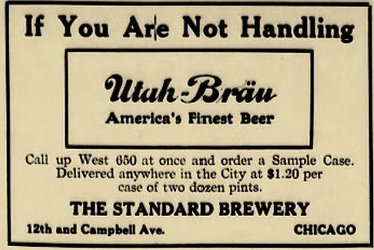 If You Are Not Handling
Utah-Bräu
America's Finest Beer
Call up West 650 at once and order a Sample Case.
Delivered anywhere in the City at $1.20 per
case of two dozen pints.
THE STANDARD BREWERY
12th and Campbell Ave. CHICAGO